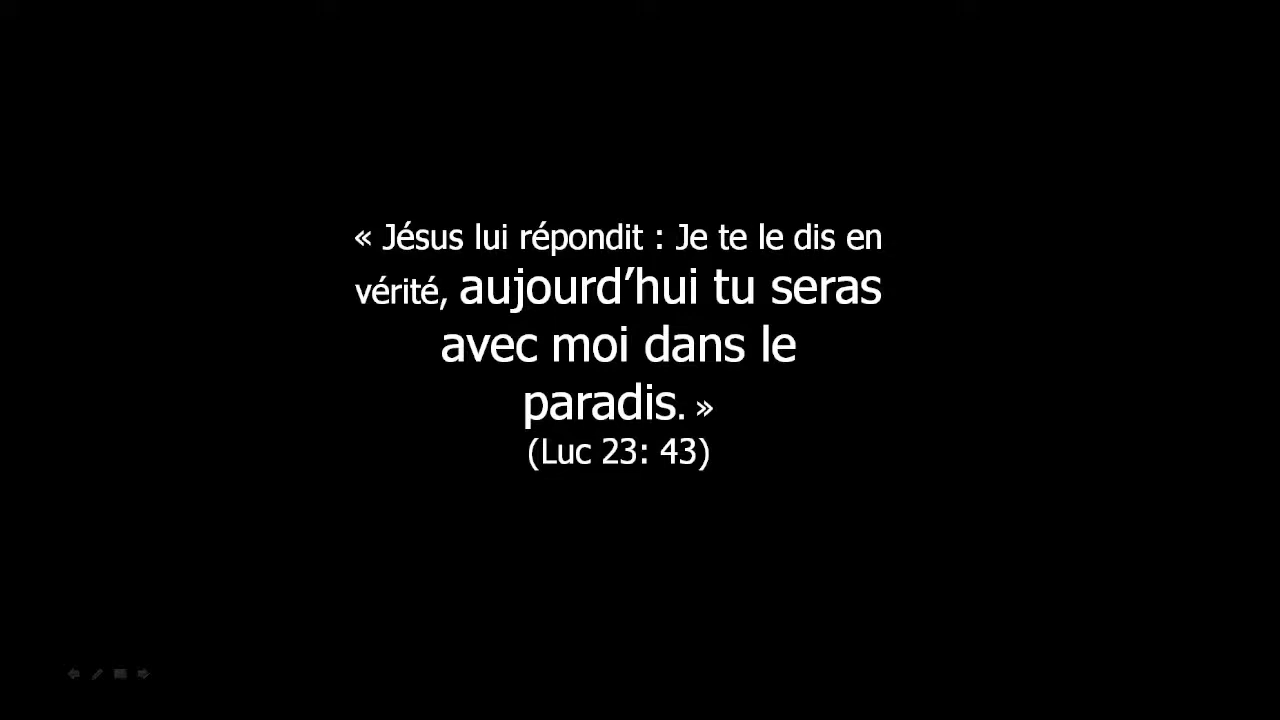 « Jésus lui répondit : Je te le dis en
vérité, aujourd’hui tu seras
avec moi dans le
paradis. »
(Luc 23: 43)